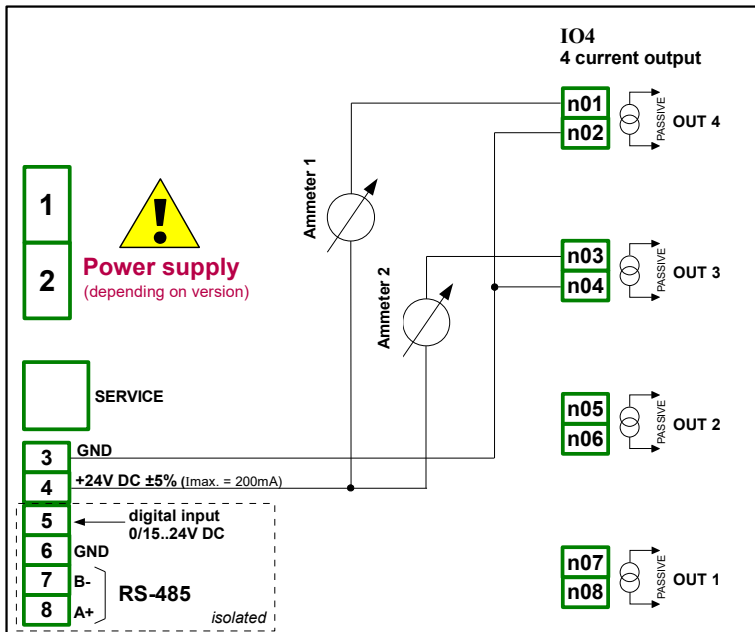 IO4
4 current output
n01
n02
PASSIVE
OUT 4
Ammeter 1
1
2
!
Power supply
(depending on version)
n03
n04
PASSIVE
OUT 3
Ammeter 2
SERVICE
n05
n06
PASSIVE
OUT 2
3
GND
4
+24V DC ±5% (Imax. = 200mA)
5
digital input
0/15..24V DC
6
GND
7
B-
8
A+
RS-485
isolated
n07
n08
PASSIVE
OUT 1